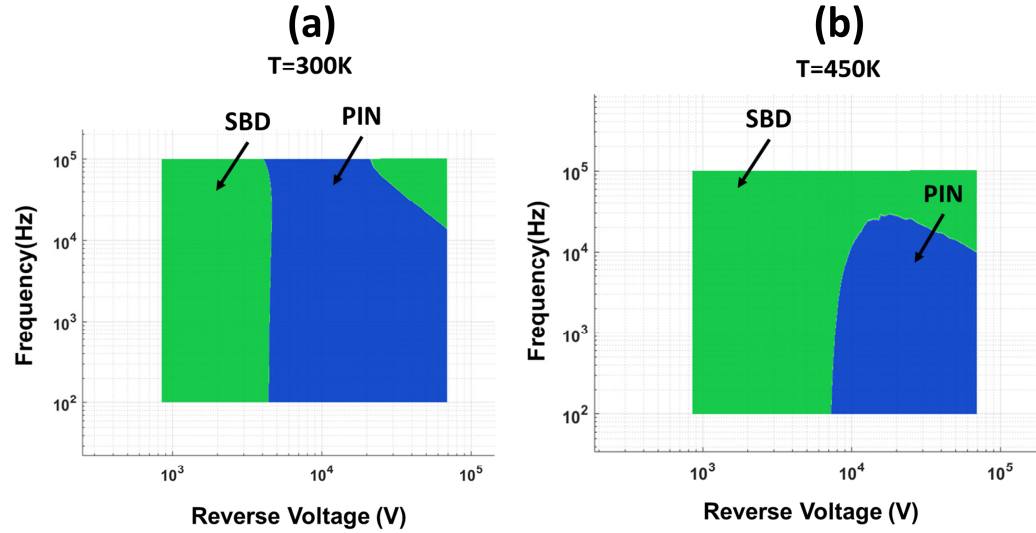 (a)
T=300K
SBD
PIN
10^5
10^4
10^3
10^2
10^3
10^4
10^5
Frequency(Hz)
Reverse Voltage (V)
(b)
T=450K
SBD
PIN
10^5
10^4
10^3
10^2
10^3
10^4
10^5
Frequency(Hz)
Reverse Voltage (V)